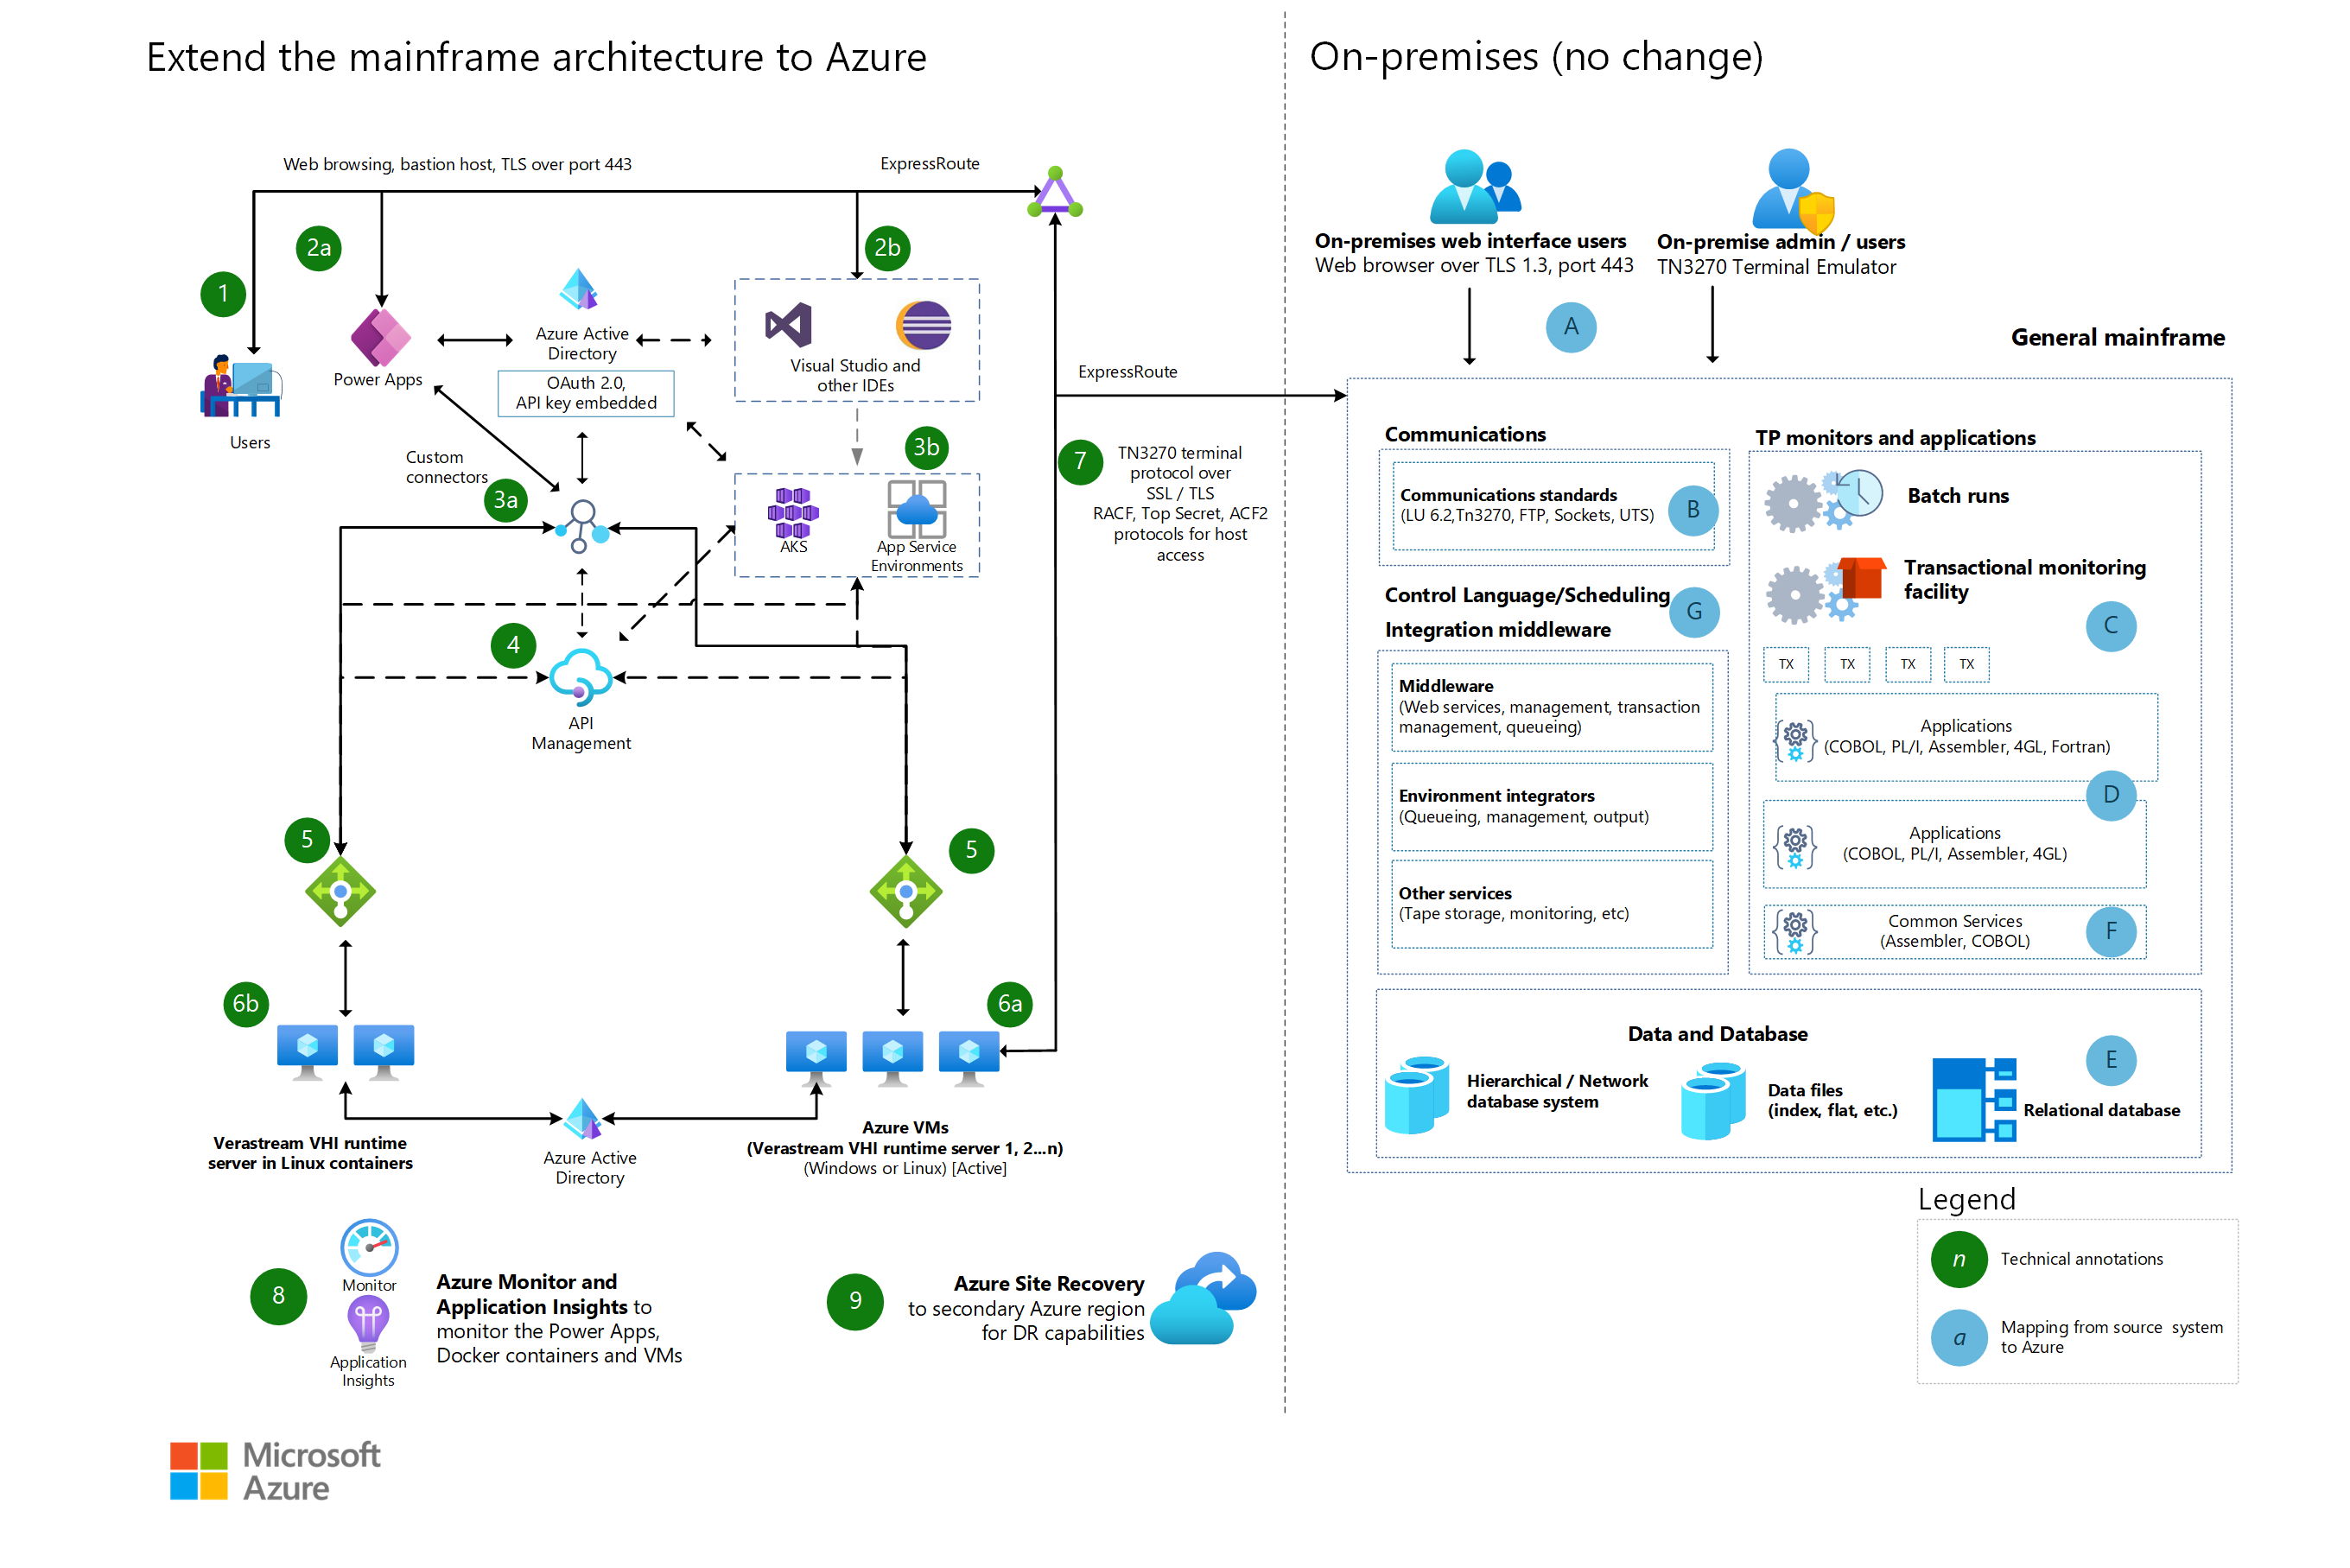 Extend the mainframe architecture to Azure
On-premises (no change)
Web browsing, bastion host, TLS over port 443
ExpressRoute
1
2a
2b
Users
Power Apps
Azure Active
Directory
OAuth 2.0,
API key embedded
Visual Studio and
other IDEs
Custom
connectors
3a
3b
AKS
App Service
Environments
4
API
Management
5
5
6b
6a
Verastream VHI runtime
server in Linux containers
Azure Active
Directory
Azure VMs
(Verastream VHI runtime server 1, 2...n)
(Windows or Linux) [Active]
ExpressRoute
7
TN3270 terminal
protocol over
SSL / TLS
RACF, Top Secret, ACF2
protocols for host
access
8
Monitor
Application
Insights
Azure Monitor and
Application Insights to
monitor the Power Apps,
Docker containers and VMs
9
Azure Site Recovery
to secondary Azure region
for DR capabilities
Microsoft
Azure
On-premises web interface users
Web browser over TLS 1.3, port 443
On-premise admin / users
TN3270 Terminal Emulator
A
General mainframe
Communications
Communications standards
(LU 6.2,Tn3270, FTP, Sockets, UTS)
B
Control Language/Scheduling
G
Integration middleware
Middleware
(Web services, management, transaction
management, queueing)
Environment integrators
(Queueing, management, output)
Other services
(Tape storage, monitoring, etc)
TP monitors and applications
Batch runs
Transactional monitoring
facility
C
TX
TX
TX
TX
Applications
(COBOL, PL/I, Assembler, 4GL, Fortran)
D
Applications
(COBOL, PL/I, Assembler, 4GL)
Common Services
(Assembler, COBOL)
F
Data and Database
E
Hierarchical / Network
database system
Data files
(index, flat, etc.)
Relational database
Legend
n
Technical annotations
a
Mapping from source system
to Azure